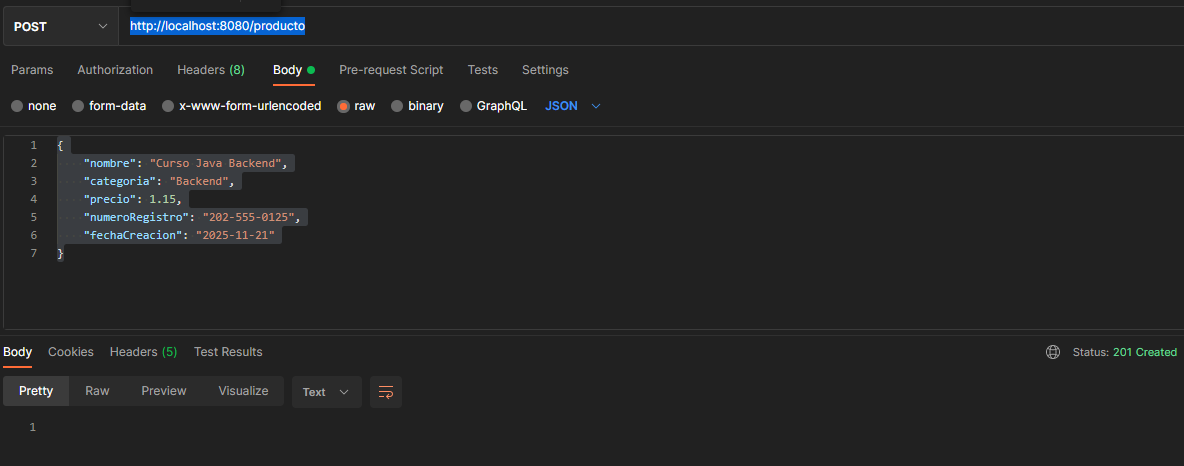 POST http://localhost:8080/producto
Params Authorization Headers (8) Body Pre-request Script Tests Settings
none form-data x-www-form-urlencoded raw binary GraphQL JSON
1 {
2 "nombre": "Curso Java Backend",
3 "categoria": "Backend",
4 "precio": 1.15,
5 "numeroRegistro": "202-555-0125",
6 "fechaCreacion": "2025-11-21"
7 }
Body Cookies Headers (5) Test Results Status: 201 Created
Pretty Raw Preview Visualize Text
1